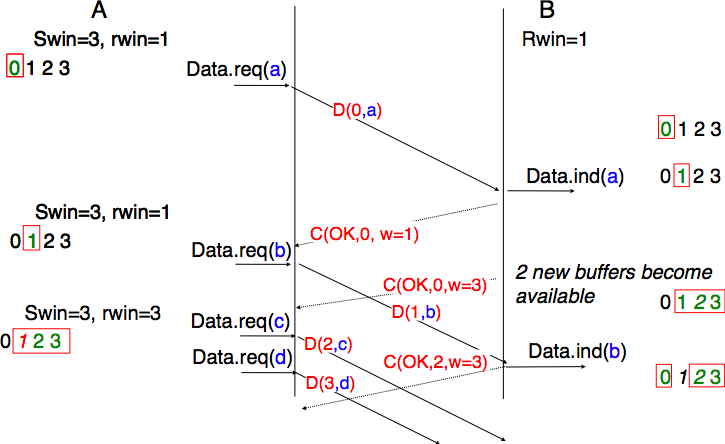 A
B
Swin=3, rwin=1
Rwin=1
0 1 2 3
Data.req(a)
D(0,a)
0 1 2 3
Data.ind(a)
0 1 2 3
Swin=3, rwin=1
0 1 2 3
C(OK,0, w=1)
Data.req(b)
C(OK,0,w=3)
2 new buffers become
available
D(1,b)
0 1 2 3
Swin=3, rwin=3
0 1 2 3
Data.req(c)
D(2,c)
Data.req(d)
C(OK,2,w=3)
Data.ind(b)
D(3,d)
0 1 2 3